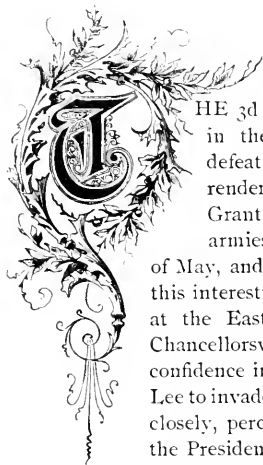 THE 3d
in the
defeat
render
Grant
armies
of May, and
this interest
at the East
Chancellorsv
confidence in
Lee to invade
closely, perc
the Presiden